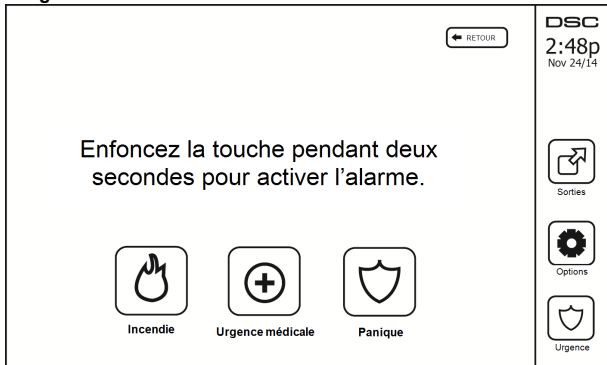 RETOUR
DSC
2:48p
Nov 24/14
Enfoncez la touche pendant deux
secondes pour activer l'alarme.
Sorties
Options
Incendie
Urgence médicale
Panique
Urgence